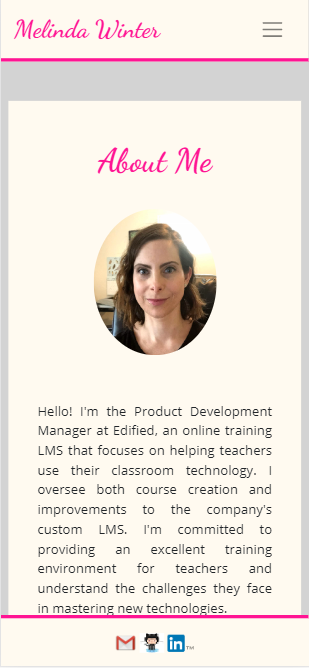 Melinda Winter
About Me
Hello! I'm the Product Development
Manager at Edified, an online training
LMS that focuses on helping teachers
use their classroom technology. I
oversee both course creation and
improvements to the company's
custom LMS. I'm committed to
providing an excellent training
environment for teachers and
understand the challenges they face
in mastering new technologies.
in TM